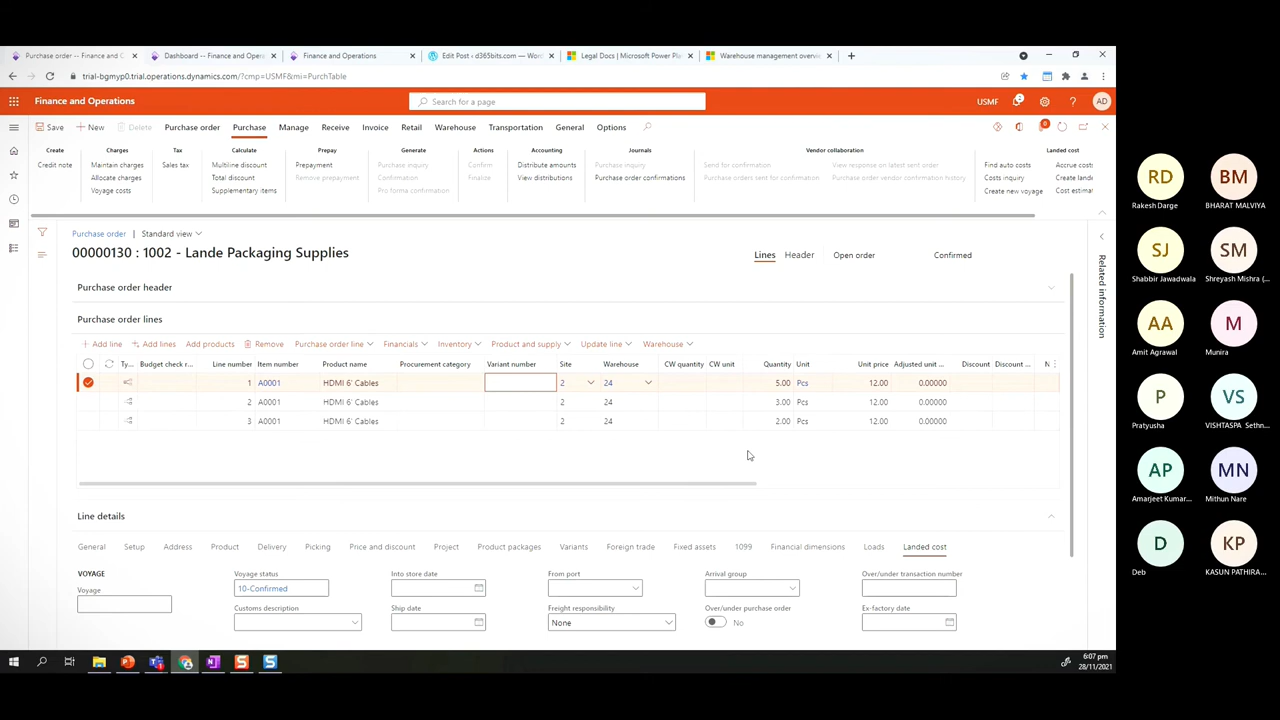 Purchase order -- Finance and C
Dashboard -- Finance and Opera
Finance and Operations
Edit Post ‹ d365bits.com — Word
Legal Docs | Microsoft Power Pla
Warehouse management overvie
trial-bgmyp0.trial.operations.dynamics.com/?cmp=USMF&mi=PurchTable
Finance and Operations
Search for a page
USMF
AD
Save
New
Delete
Purchase order
Purchase
Manage
Receive
Invoice
Retail
Warehouse
Transportation
General
Options
Create
Charges
Tax
Calculate
Prepay
Generate
Actions
Accounting
Journals
Vendor collaboration
Landed cost
Credit note
Maintain charges
Sales tax
Multiline discount
Prepayment
Purchase inquiry
Confirm
Distribute amounts
Purchase inquiry
Send for confirmation
View response on latest sent order
Find auto costs
Accrue costs
Allocate charges
Total discount
Remove prepayment
Confirmation
Finalise
View distributions
Purchase order confirmations
Purchase orders sent for confirmation
Purchase order vendor confirmation history
Costs inquiry
Create landi
Voyage costs
Supplementary items
Pro forma confirmation
Create new voyage
Cost estimat
Purchase order
Standard view
00000130 : 1002 - Lande Packaging Supplies
Lines
Header
Open order
Confirmed
Related information
Purchase order header
Purchase order lines
Add line
Add lines
Add products
Remove
Purchase order line
Financials
Inventory
Product and supply
Update line
Warehouse
Ty...
Budget check r...
Line number
Item number
Product name
Procurement category
Variant number
Site
Warehouse
CW quantity
CW unit
Quantity
Unit
Unit price
Adjusted unit ...
Discount
Discount ...
N
1 A0001 HDMI 6' Cables 2 24 5.00 Pcs 12.00 0.00000
2 A0001 HDMI 6' Cables 2 24 3.00 Pcs 12.00 0.00000
3 A0001 HDMI 6' Cables 2 24 2.00 Pcs 12.00 0.00000
Line details
General
Setup
Address
Product
Delivery
Picking
Price and discount
Project
Product packages
Variants
Foreign trade
Fixed assets
1099
Financial dimensions
Loads
Landed cost
VOYAGE
Voyage
Voyage status
10-Confirmed
Customs description
Into store date
Ship date
From port
Freight responsibility
None
Arrival group
Over/under purchase order
No
Over/under transaction number
Ex-factory date
6:07 pm
28/11/2021
RD
Rakesh Darge
BM
BHARAT MALVIYA
SJ
Shabbir Jawadwala
SM
Shreyash Mishra (...
AA
Amit Agrawal
M
Munira
P
Pratyusha
VS
VISHTASPA Sethn...
AP
Amarjeet Kumar...
MN
Mithun Nare
D
Deb
KP
KASUN PATHIRA...